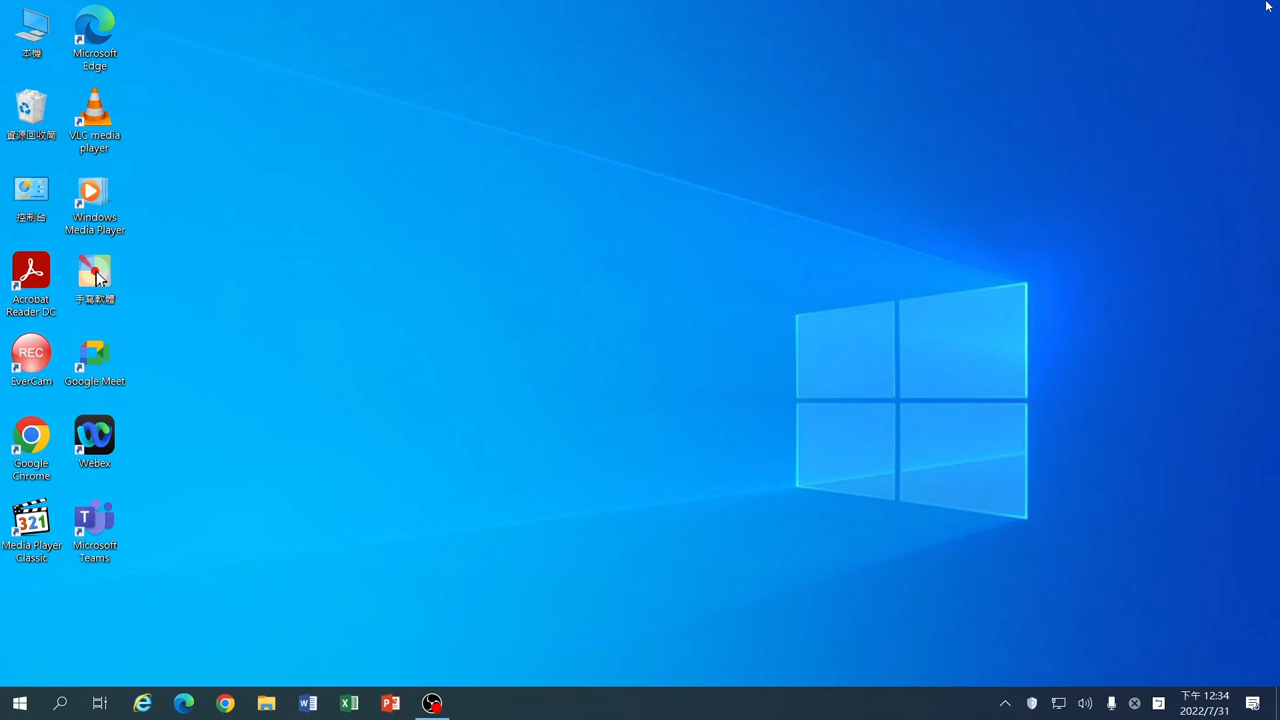 本機
Microsoft
Edge
資源回收筒
VLC media
player
控制台
Windows
Media Player
Acrobat
Reader DC
手寫軟體
REC
EverCam
Google Meet
Google
Chrome
Webex
321
Media Player
Classic
T
Microsoft
Teams
W
X
P
ㄅ
下午 12:34
2022/7/31